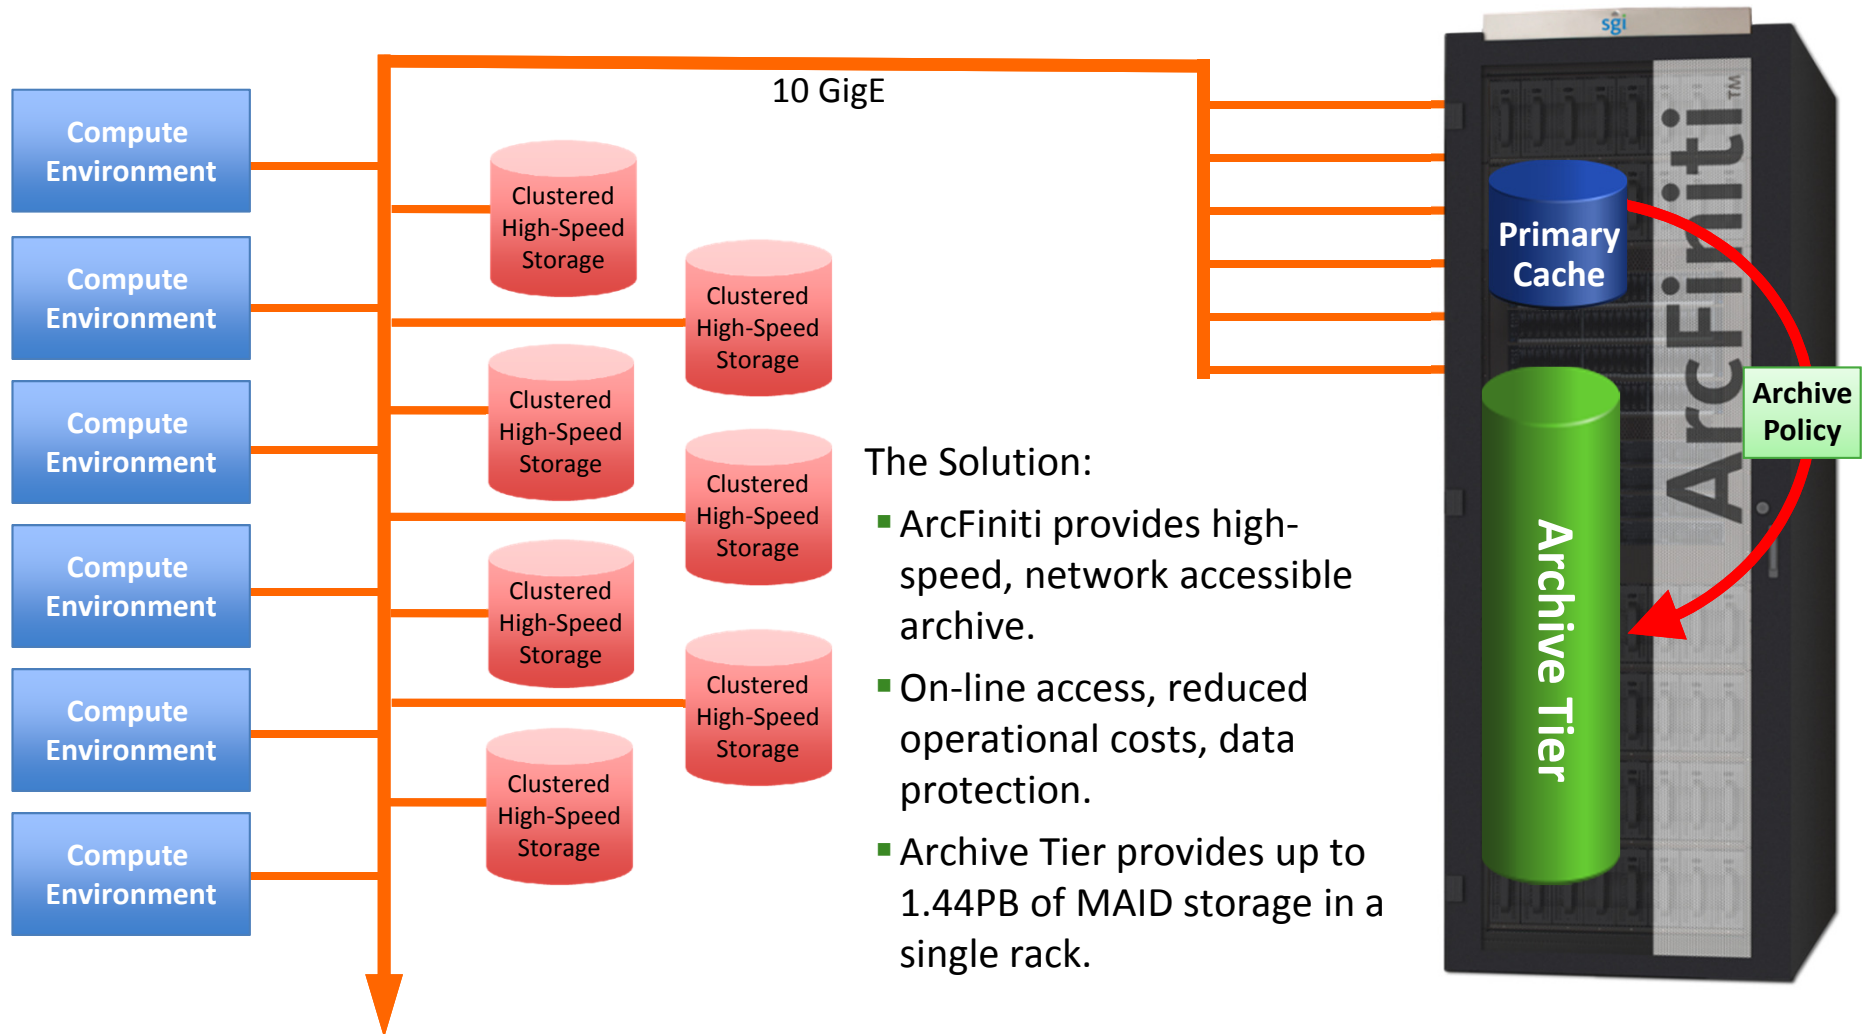 sgi
10 GigE
Compute
Environment
Compute
Environment
Compute
Environment
Compute
Environment
Compute
Environment
Compute
Environment
Clustered
High-Speed
Storage
Clustered
High-Speed
Storage
Clustered
High-Speed
Storage
Clustered
High-Speed
Storage
Clustered
High-Speed
Storage
Clustered
High-Speed
Storage
Clustered
High-Speed
Storage
The Solution:
▪ ArcFiniti provides high-
speed, network accessible
archive.
▪ On-line access, reduced
operational costs, data
protection.
▪ Archive Tier provides up to
1.44PB of MAID storage in a
single rack.
ArcFiniti™
Primary
Cache
Archive
Policy
Archive Tier